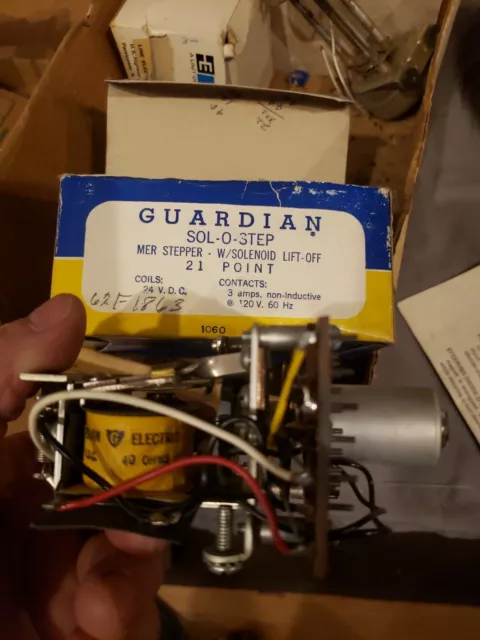 GUARDIAN
SOL-O-STEP
MER STEPPER - W/SOLENOID LIFT-OFF
21 POINT
COILS:
24 V.D.C.
CONTACTS:
3 amps, non-inductive
@ 120 V. 60 Hz
62F1863
1060
G ELECTRIC
40 OHMS